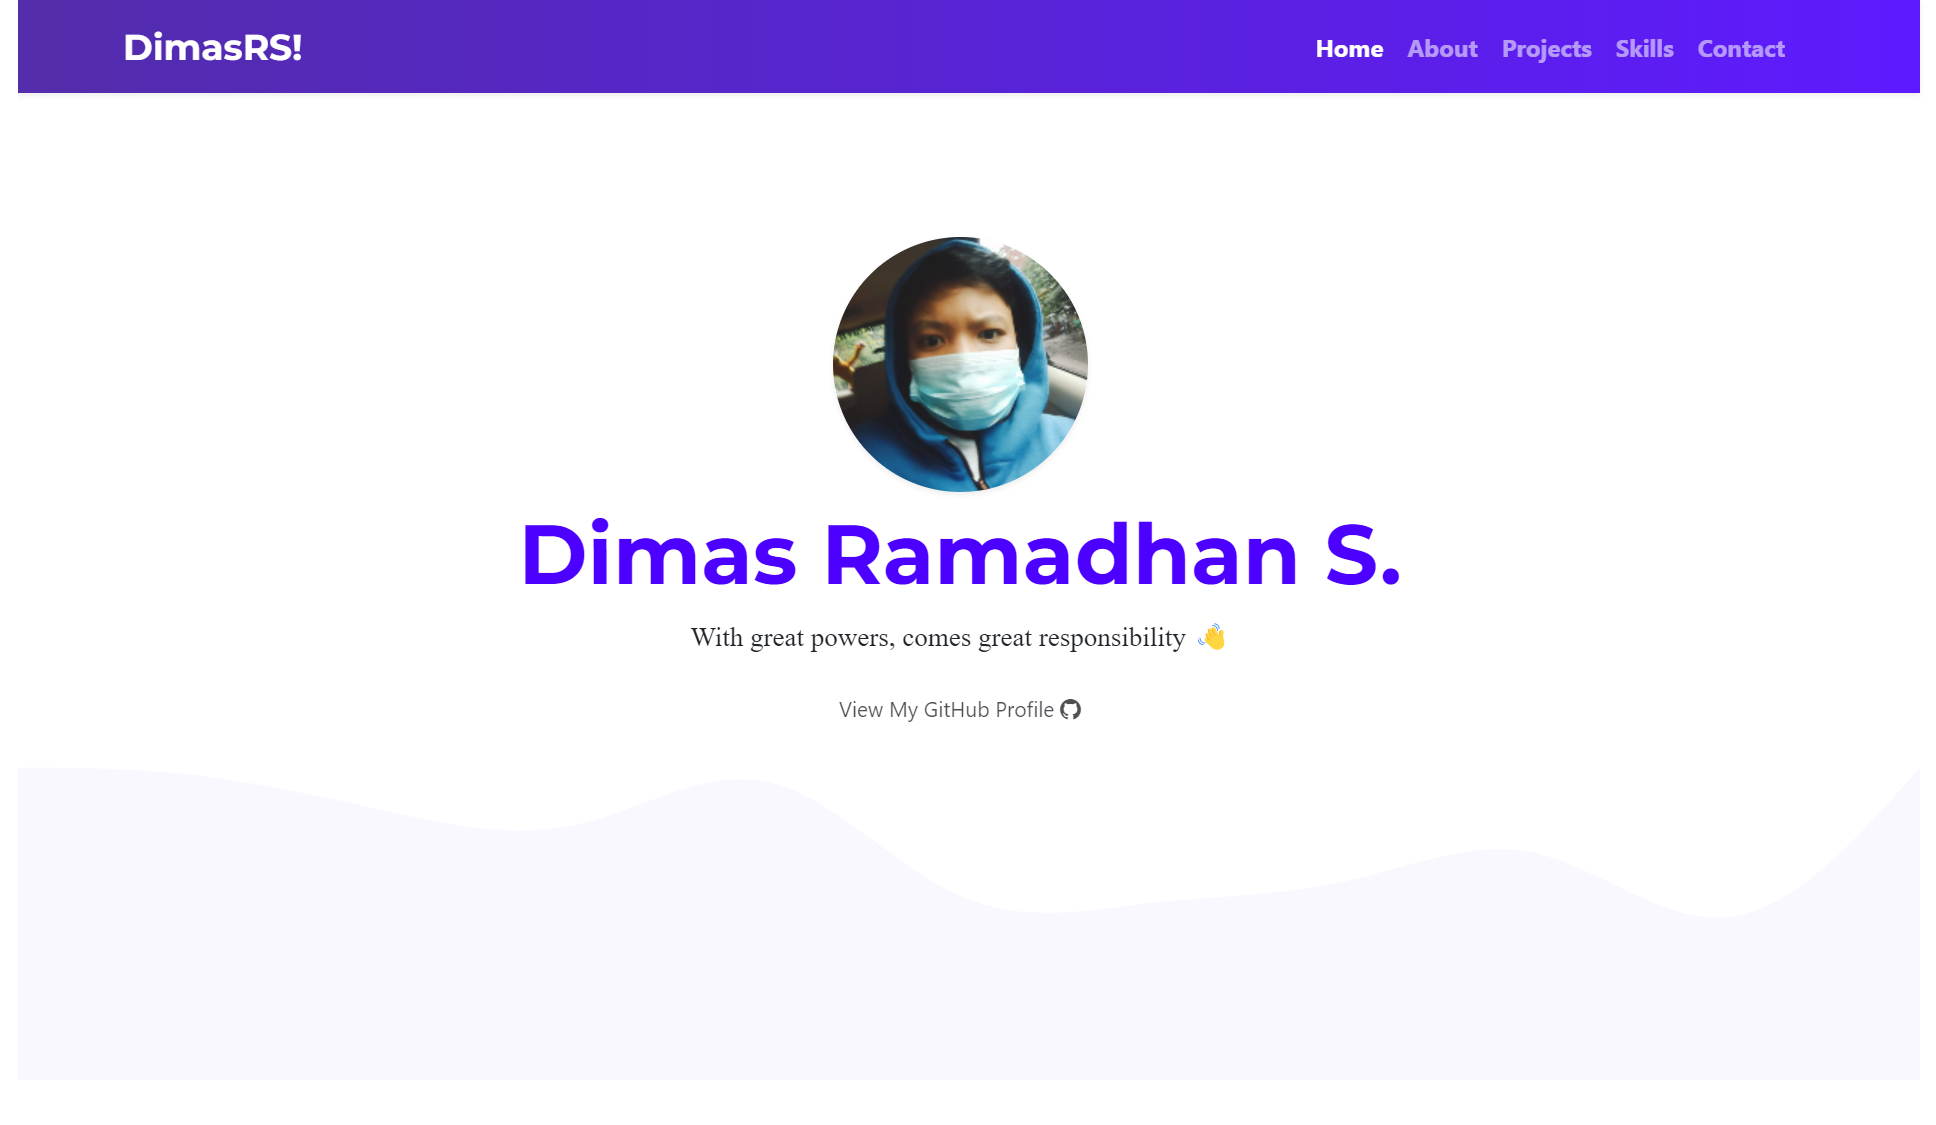 DimasRS!
Home About Projects Skills Contact
Dimas Ramadhan S.
With great powers, comes great responsibility 👋
View My GitHub Profile